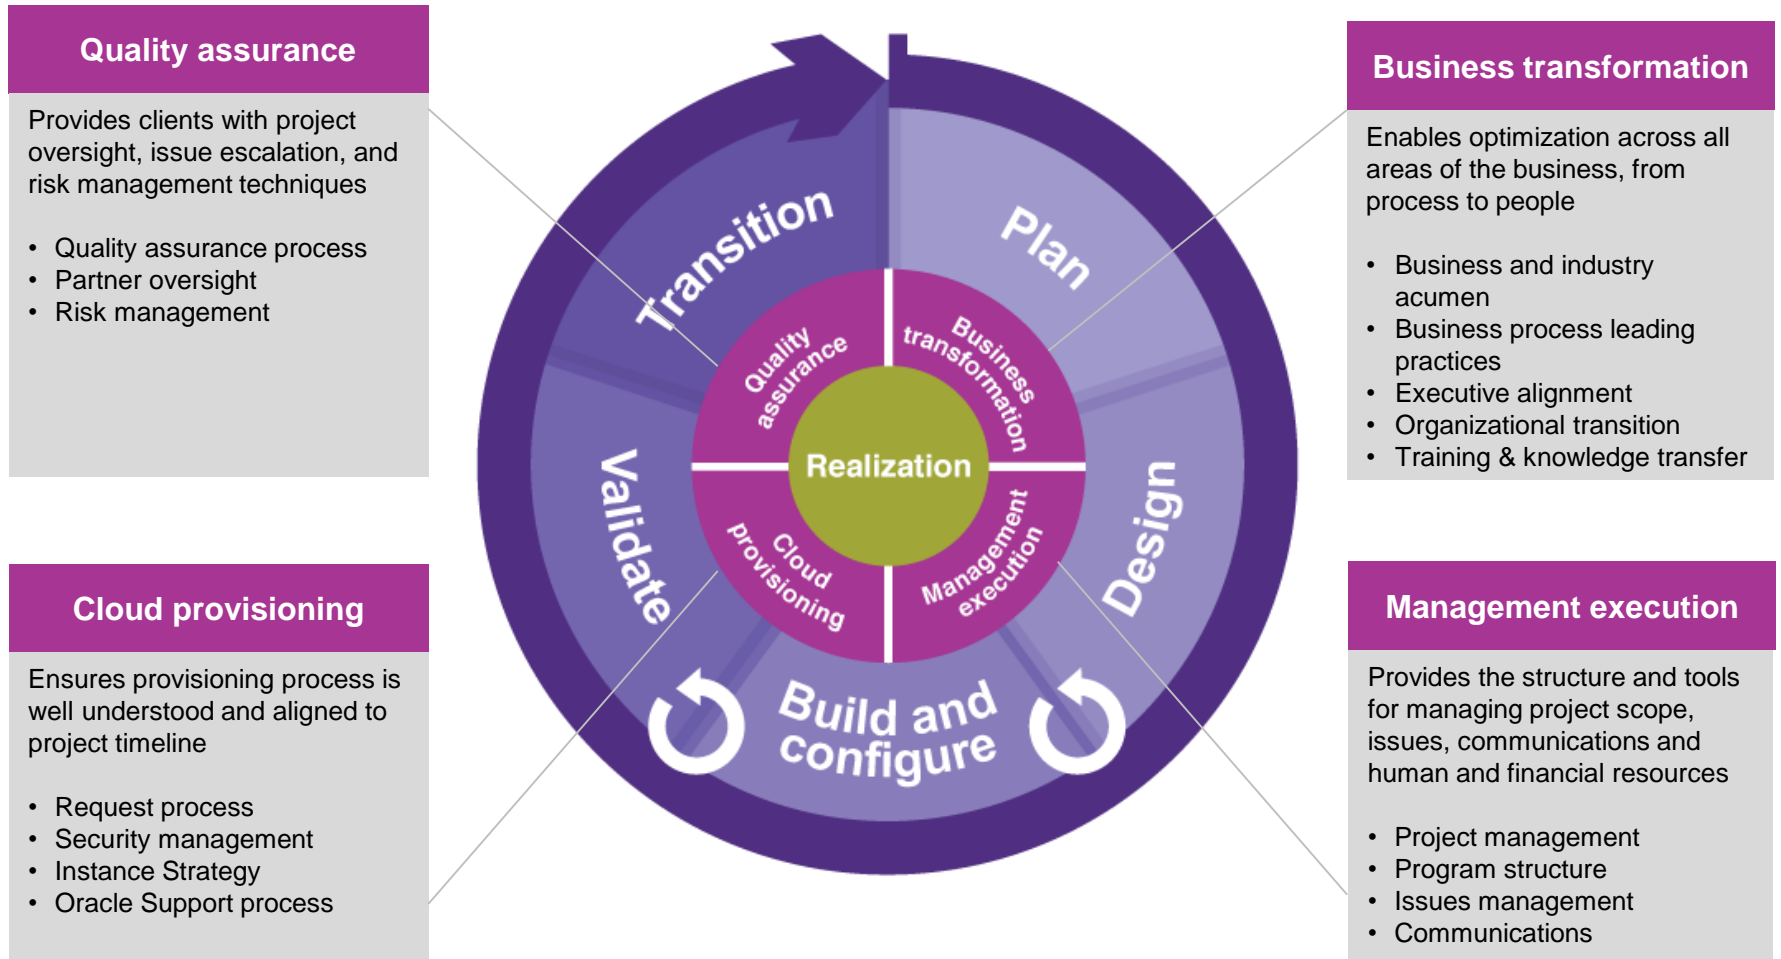 Quality assurance
Provides clients with project
oversight, issue escalation, and
risk management techniques
• Quality assurance process
• Partner oversight
• Risk management
Business transformation
Enables optimization across all
areas of the business, from
process to people
• Business and industry
acumen
• Business process leading
practices
• Executive alignment
• Organizational transition
• Training & knowledge transfer
Transition
Plan
Design
Build and
configure
Validate
Quality
assurance
Business
transformation
Realization
Cloud
provisioning
Management
execution
Cloud provisioning
Ensures provisioning process is
well understood and aligned to
project timeline
• Request process
• Security management
• Instance Strategy
• Oracle Support process
Management execution
Provides the structure and tools
for managing project scope,
issues, communications and
human and financial resources
• Project management
• Program structure
• Issues management
• Communications